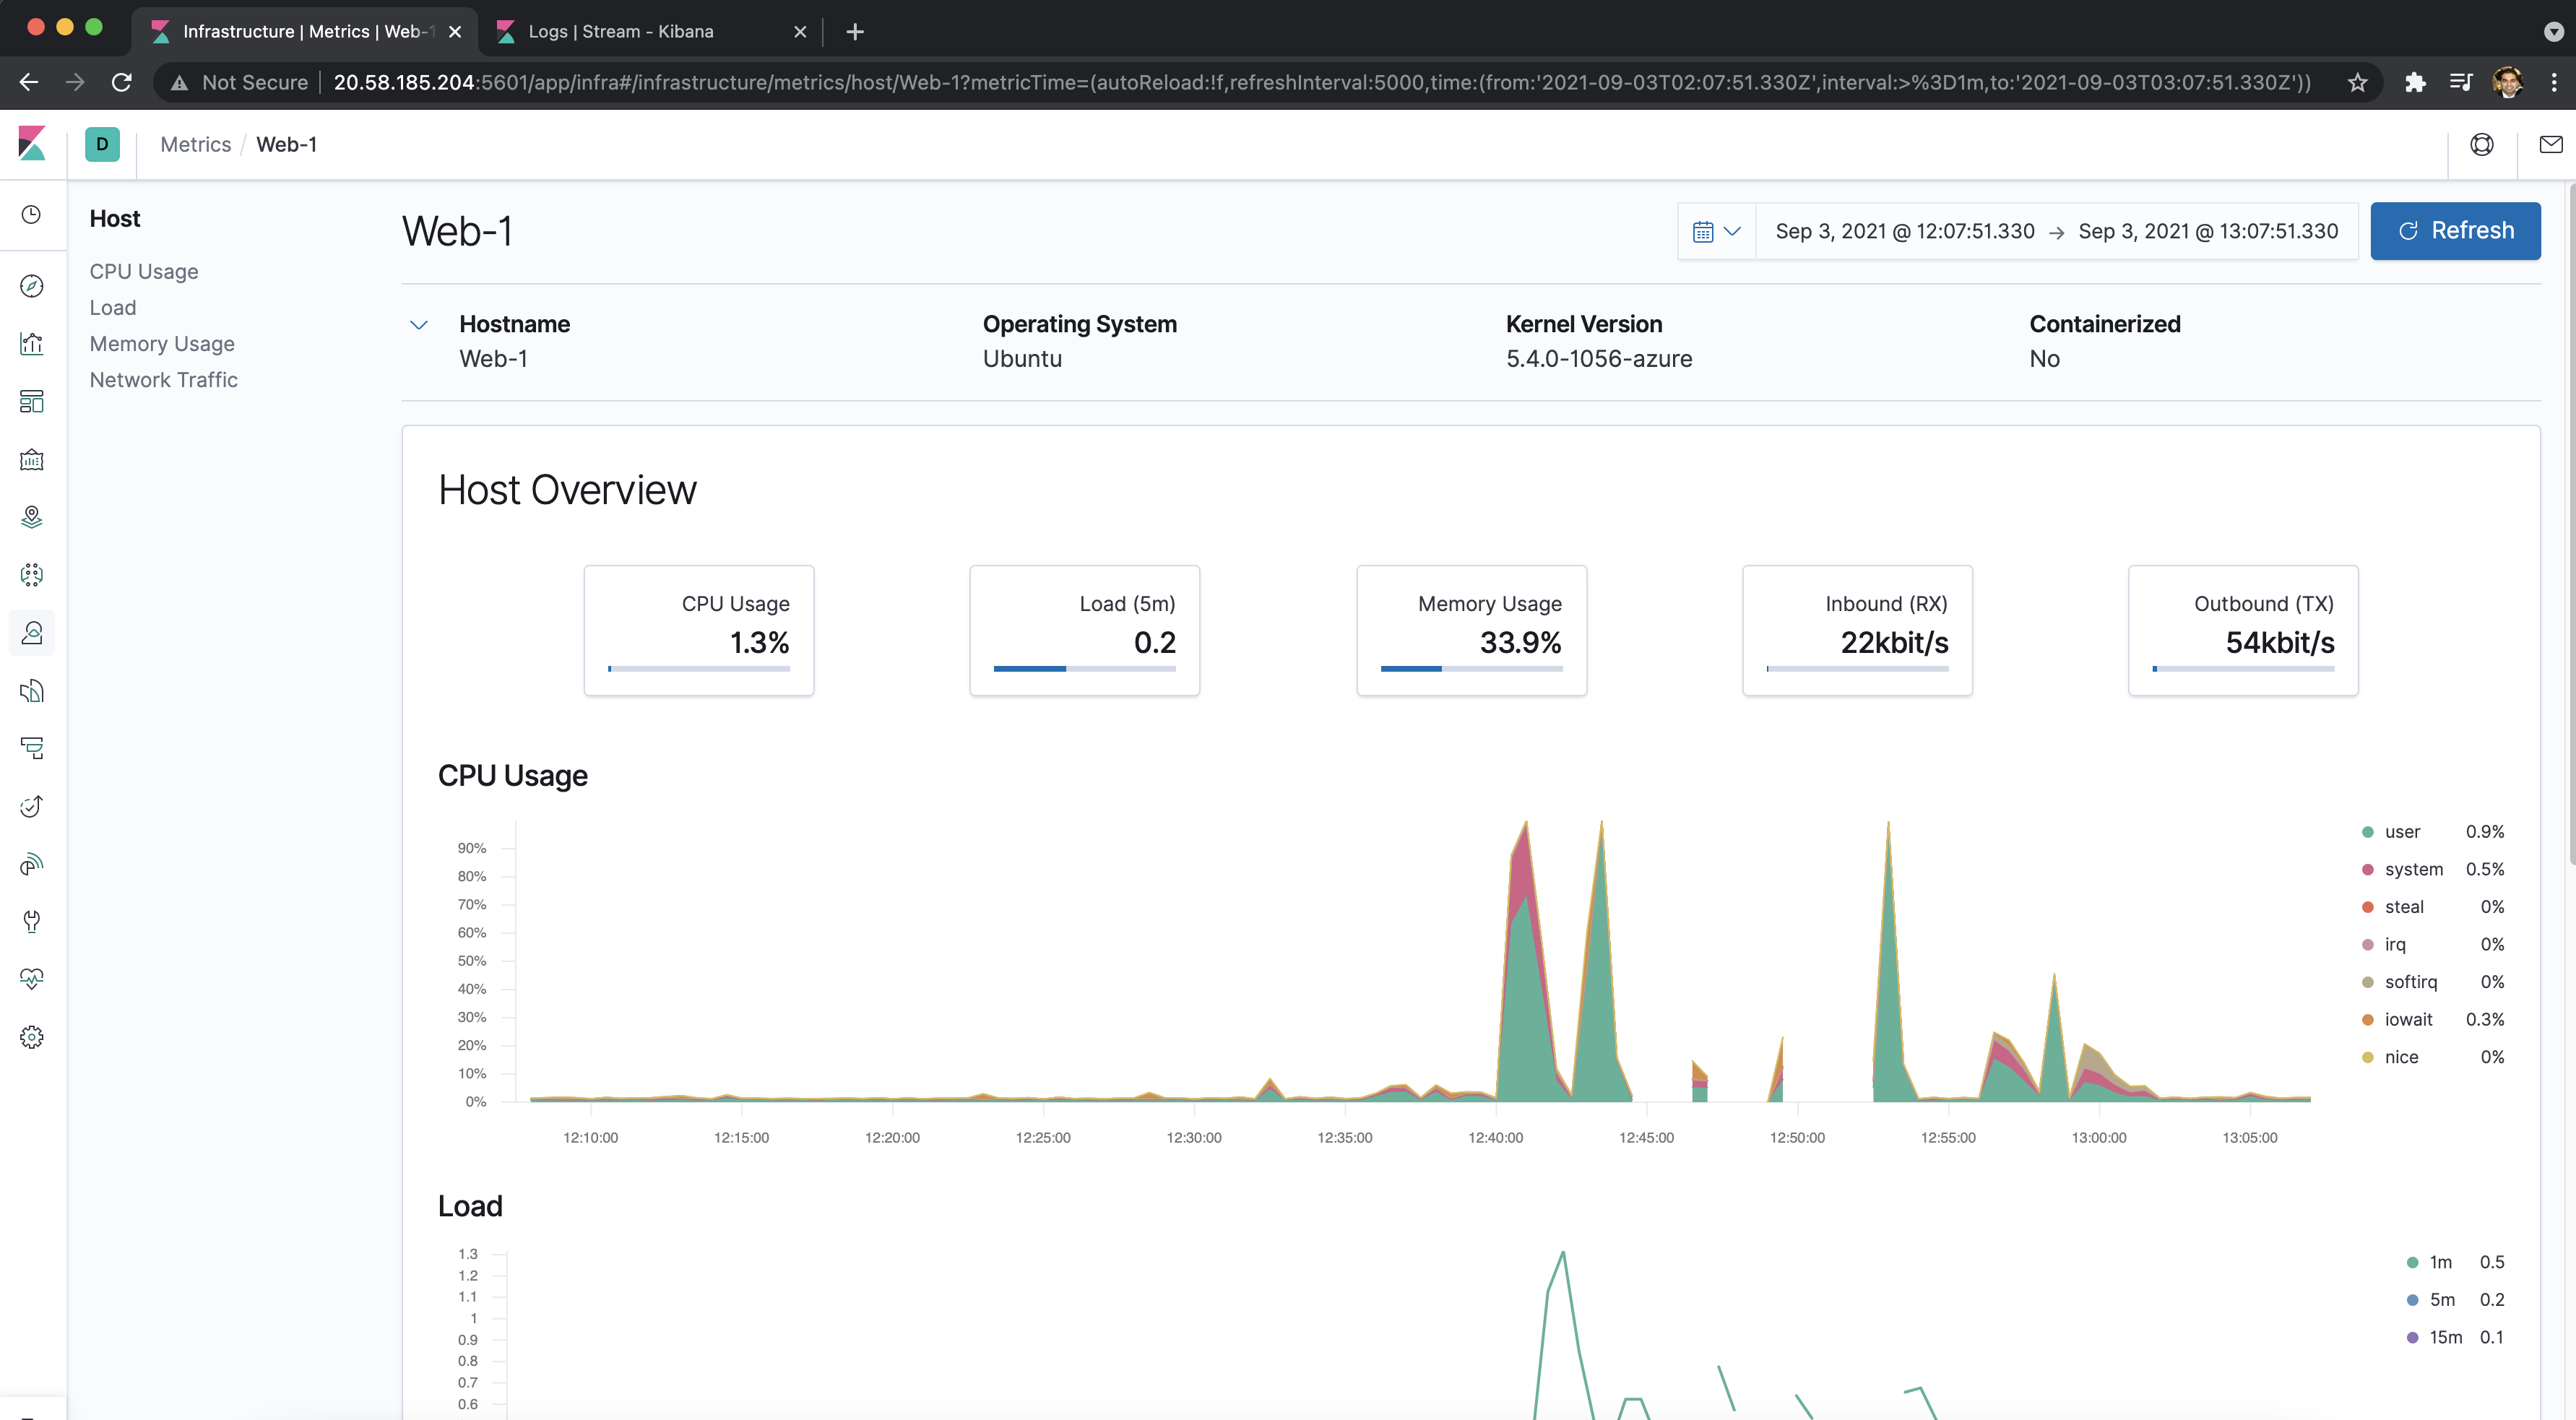 Infrastructure | Metrics | Web-1
Logs | Stream - Kibana
Not Secure 20.58.185.204:5601/app/infra#/infrastructure/metrics/host/Web-1?metricTime=(autoReload:!f,refreshInterval:5000,time:(from:'2021-09-03T02:07:51.330Z',interval:>%3D1m,to:'2021-09-03T03:07:51.330Z'))
D Metrics / Web-1
Host
CPU Usage
Load
Memory Usage
Network Traffic
Web-1
Sep 3, 2021 @ 12:07:51.330 → Sep 3, 2021 @ 13:07:51.330
Refresh
Hostname
Web-1
Operating System
Ubuntu
Kernel Version
5.4.0-1056-azure
Containerized
No
Host Overview
CPU Usage
1.3%
Load (5m)
0.2
Memory Usage
33.9%
Inbound (RX)
22kbit/s
Outbound (TX)
54kbit/s
CPU Usage
90%
80%
70%
60%
50%
40%
30%
20%
10%
0%
12:10:00 12:15:00 12:20:00 12:25:00 12:30:00 12:35:00 12:40:00 12:45:00 12:50:00 12:55:00 13:00:00 13:05:00
user 0.9%
system 0.5%
steal 0%
irq 0%
softirq 0%
iowait 0.3%
nice 0%
Load
1.3
1.2
1.1
1
0.9
0.8
0.7
0.6
1m 0.5
5m 0.2
15m 0.1